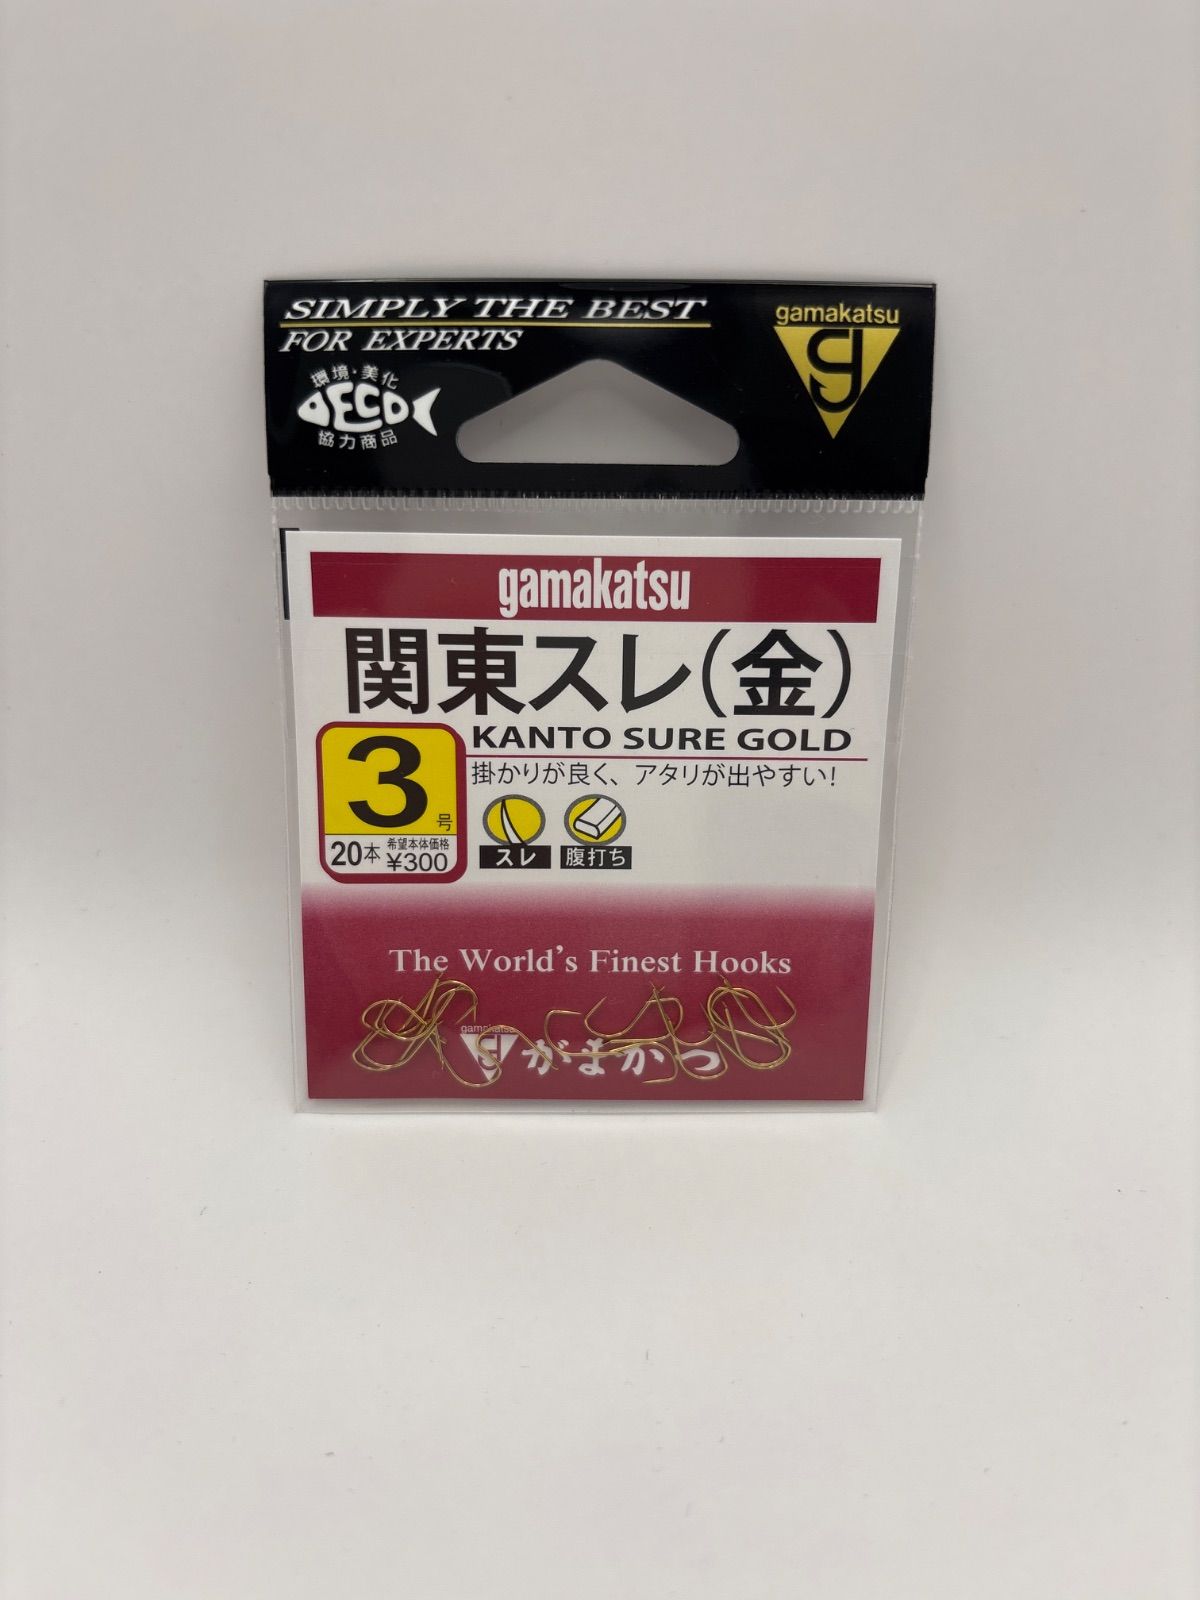 SIMPLY THE BEST
FOR EXPERTS
gamakatsu
g
環境・美化
ECO
協力商品
gamakatsu
関東スレ(金)
KANTO SURE GOLD
掛かりが良く、アタリが出やすい!
3号
20本 希望本体価格
¥300
スレ 腹打ち
The World's Finest Hooks
gamakatsu
がまかつ